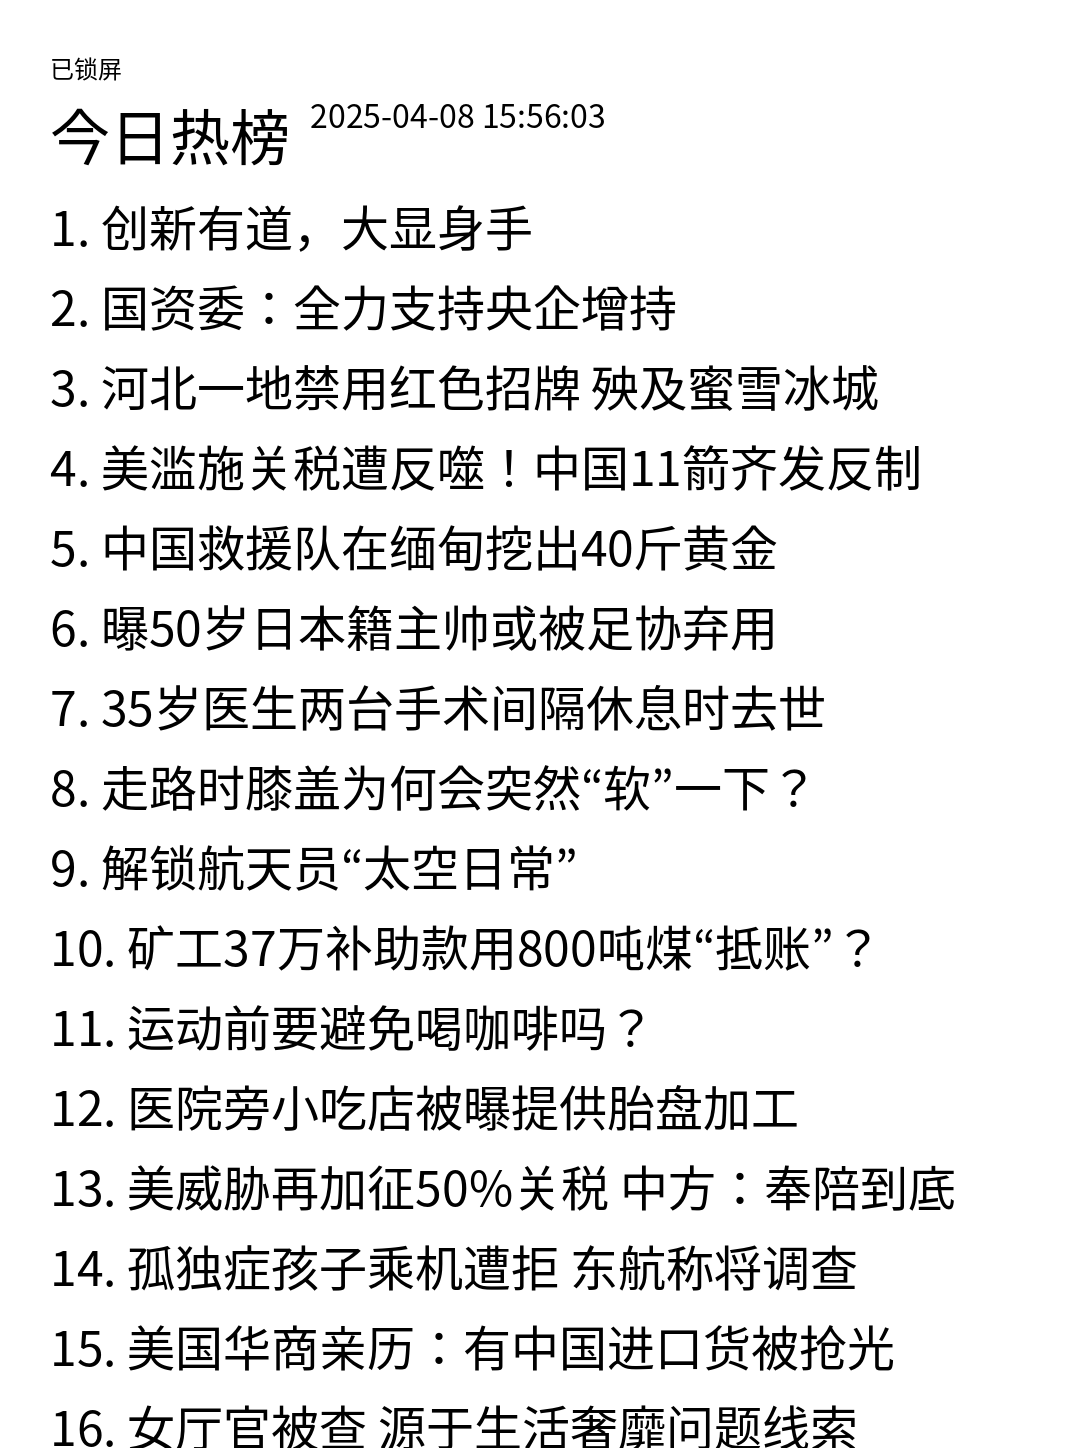 已锁屏
今日热榜 2025-04-08 15:56:03
1. 创新有道，大显身手
2. 国资委：全力支持央企增持
3. 河北一地禁用红色招牌 殃及蜜雪冰城
4. 美滥施关税遭反噬！中国11箭齐发反制
5. 中国救援队在缅甸挖出40斤黄金
6. 曝50岁日本籍主帅或被足协弃用
7. 35岁医生两台手术间隔休息时去世
8. 走路时膝盖为何会突然“软”一下？
9. 解锁航天员“太空日常”
10. 矿工37万补助款用800吨煤“抵账”？
11. 运动前要避免喝咖啡吗？
12. 医院旁小吃店被曝提供胎盘加工
13. 美威胁再加征50%关税 中方：奉陪到底
14. 孤独症孩子乘机遭拒 东航称将调查
15. 美国华商亲历：有中国进口货被抢光
16. 女厅官被查 源于生活奢靡问题线索